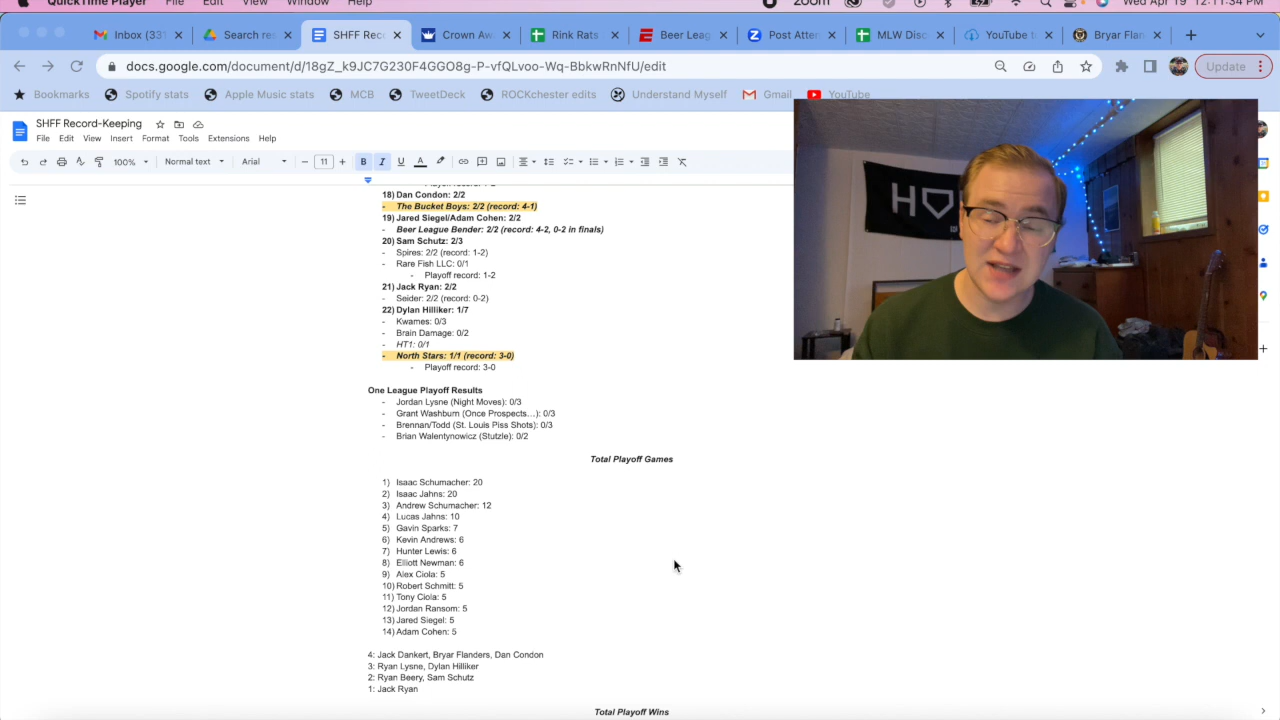 QuickTime Player File Edit View Window Help zoom Wed Apr 19 12:11:34 PM
Inbox (331 Search res SHFF Reco Crown Aw Rink Rats Beer Leag Post Atten MLW Disc YouTube t Bryar Flan
docs.google.com/document/d/18gZ_k9JC7G230F4GGO8g-P-vfQLvoo-Wq-BbkwRnNfU/edit Update
Bookmarks Spotify stats Apple Music stats MCB TweetDeck ROCKchester edits Understand Myself Gmail YouTube
SHFF Record-Keeping
File Edit View Insert Format Tools Extensions Help
100% Normal text Arial 11 B I U A
18) Dan Condon: 2/2
- The Bucket Boys: 2/2 (record: 4-1)
19) Jared Siegel/Adam Cohen: 2/2
- Beer League Bender: 2/2 (record: 4-2, 0-2 in finals)
20) Sam Schutz: 2/3
- Spires: 2/2 (record: 1-2)
- Rare Fish LLC: 0/1
- Playoff record: 1-2
21) Jack Ryan: 2/2
- Seider: 2/2 (record: 0-2)
22) Dylan Hilliker: 1/7
- Kwames: 0/3
- Brain Damage: 0/2
- HT1: 0/1
- North Stars: 1/1 (record: 3-0)
- Playoff record: 3-0
One League Playoff Results
- Jordan Lysne (Night Moves): 0/3
- Grant Washburn (Once Prospects…): 0/3
- Brennan/Todd (St. Louis Piss Shots): 0/3
- Brian Walentynowicz (Stutzle): 0/2
Total Playoff Games
1) Isaac Schumacher: 20
2) Isaac Jahns: 20
3) Andrew Schumacher: 12
4) Lucas Jahns: 10
5) Gavin Sparks: 7
6) Kevin Andrews: 6
7) Hunter Lewis: 6
8) Elliott Newman: 6
9) Alex Ciola: 5
10) Robert Schmitt: 5
11) Tony Ciola: 5
12) Jordan Ransom: 5
13) Jared Siegel: 5
14) Adam Cohen: 5
4: Jack Dankert, Bryar Flanders, Dan Condon
3: Ryan Lysne, Dylan Hilliker
2: Ryan Beery, Sam Schutz
1: Jack Ryan
Total Playoff Wins